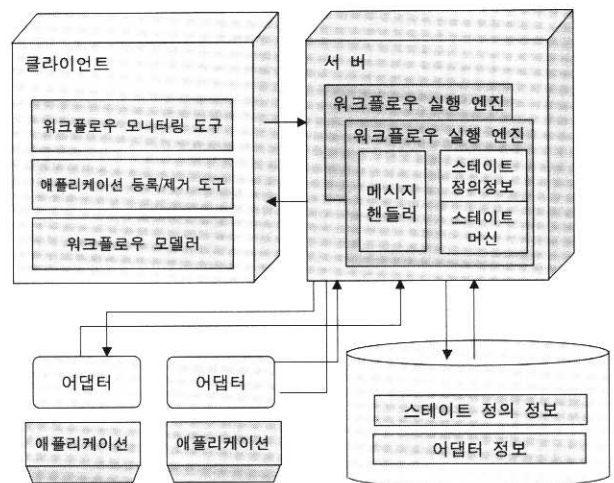 클라이언트
워크플로우 모니터링 도구
애플리케이션 등록/제거 도구
워크플로우 모델러
서 버
워크플로우 실행 엔진
워크플로우 실행 엔진
메시지
핸들러
스테이트
정의정보
스테이트
머신
어댑터
어댑터
애플리케이션
애플리케이션
스테이트 정의 정보
어댑터 정보